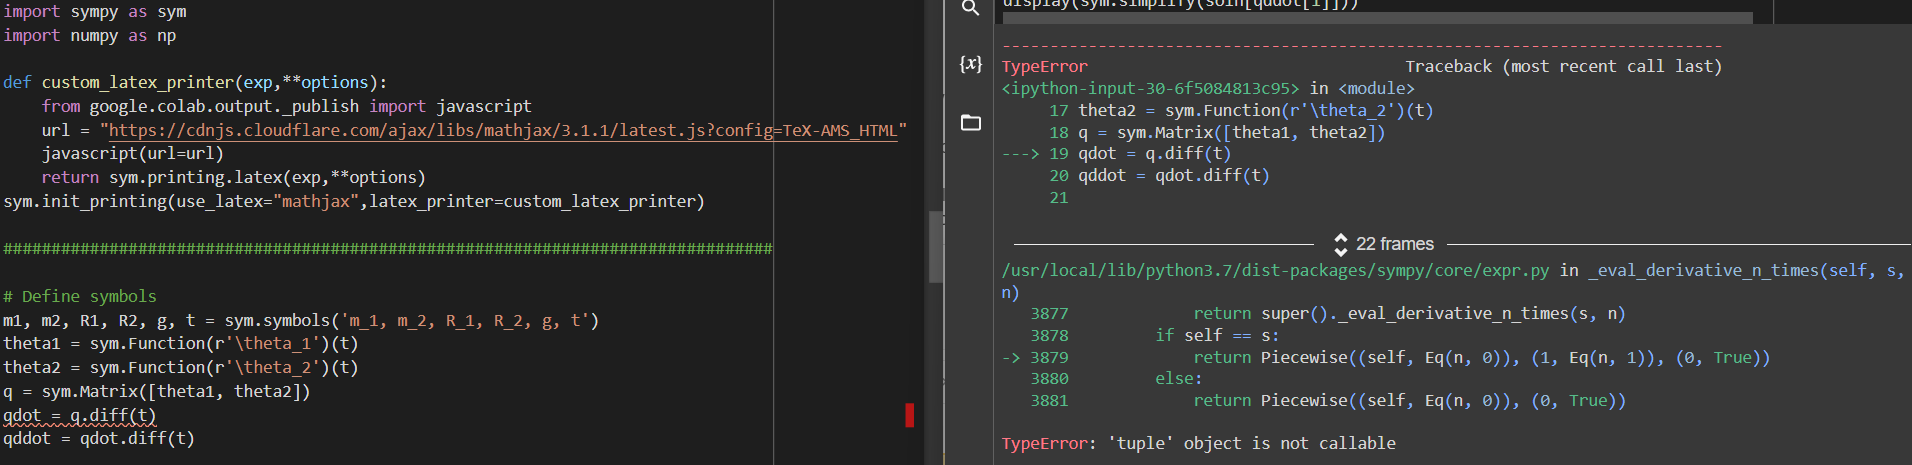 import sympy as sym
import numpy as np
def custom_latex_printer(exp,**options):
    from google.colab.output._publish import javascript
    url = "https://cdnjs.cloudflare.com/ajax/libs/mathjax/3.1.1/latest.js?config=TeX-AMS_HTML"
    javascript(url=url)
    return sym.printing.latex(exp,**options)
sym.init_printing(use_latex="mathjax",latex_printer=custom_latex_printer)
################################################################################
# Define symbols
m1, m2, R1, R2, g, t = sym.symbols('m_1, m_2, R_1, R_2, g, t')
theta1 = sym.Function(r'\theta_1')(t)
theta2 = sym.Function(r'\theta_2')(t)
q = sym.Matrix([theta1, theta2])
qdot = q.diff(t)
qddot = qdot.diff(t)
{x}
display(sym.simplify(soln[qddot[1]]))
---------------------------------------------------------------------------
TypeError                                 Traceback (most recent call last)
<ipython-input-30-6f5084813c95> in <module>
     17 theta2 = sym.Function(r'\theta_2')(t)
     18 q = sym.Matrix([theta1, theta2])
---> 19 qdot = q.diff(t)
     20 qddot = qdot.diff(t)
     21
22 frames
/usr/local/lib/python3.7/dist-packages/sympy/core/expr.py in _eval_derivative_n_times(self, s,
n)
   3877             return super()._eval_derivative_n_times(s, n)
   3878         if self == s:
-> 3879             return Piecewise((self, Eq(n, 0)), (1, Eq(n, 1)), (0, True))
   3880         else:
   3881             return Piecewise((self, Eq(n, 0)), (0, True))
TypeError: 'tuple' object is not callable